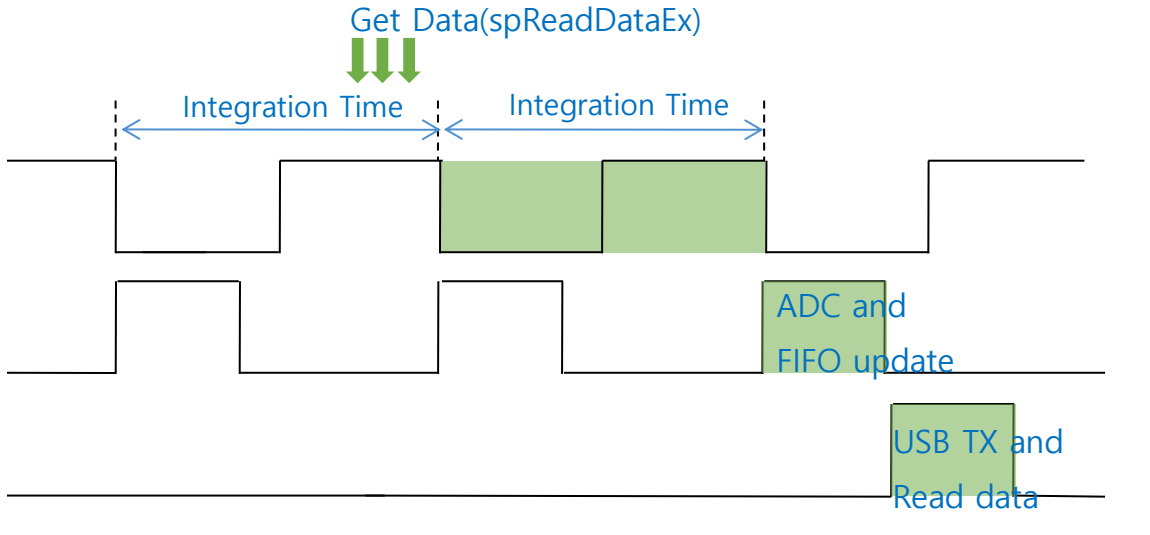 Get Data(spReadDataEx)
Integration Time
Integration Time
ADC and
FIFO update
USB TX and
Read data